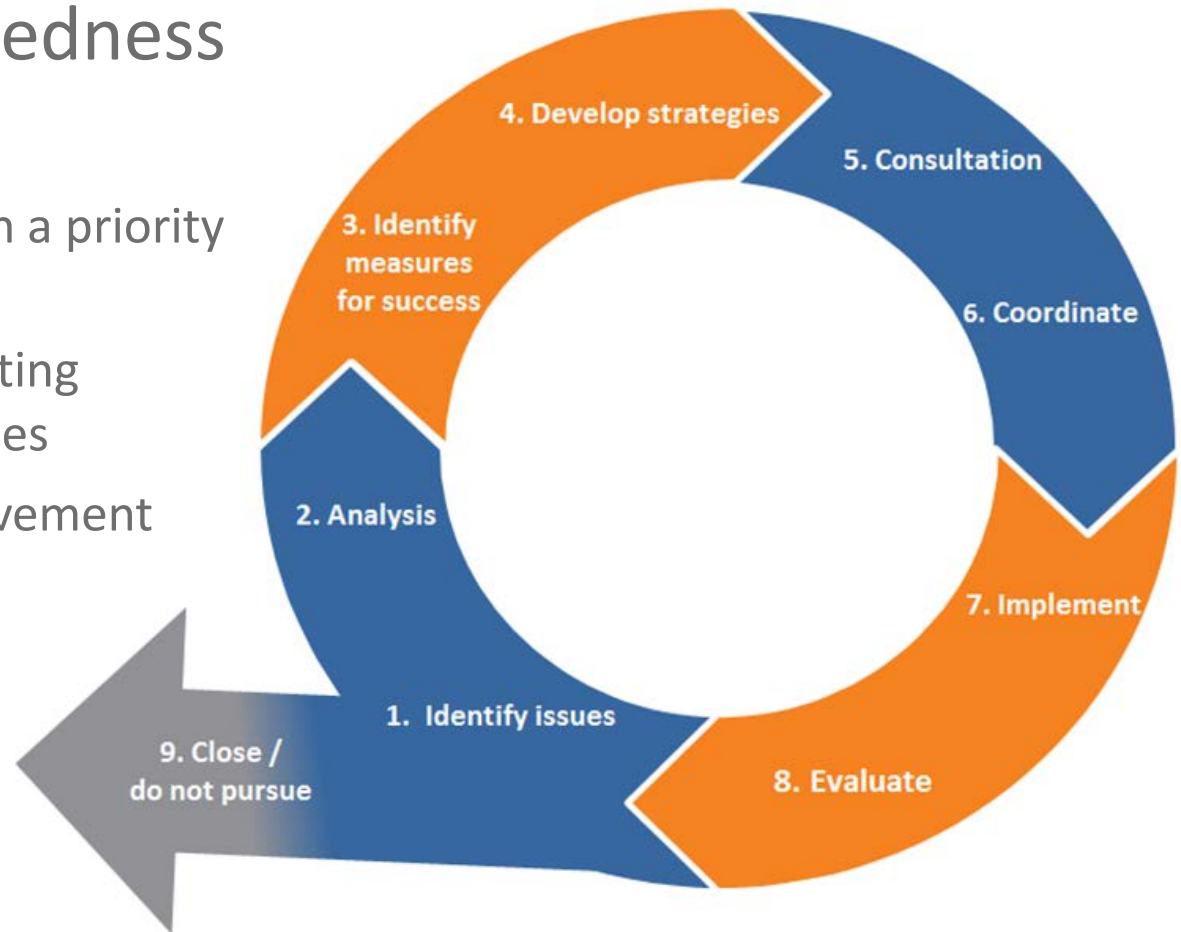 edness
n a priority
ting
es
vement
4. Develop strategies
5. Consultation
3. Identify
measures
for success
6. Coordinate
2. Analysis
7. Implement
1. Identify issues
8. Evaluate
9. Close /
do not pursue